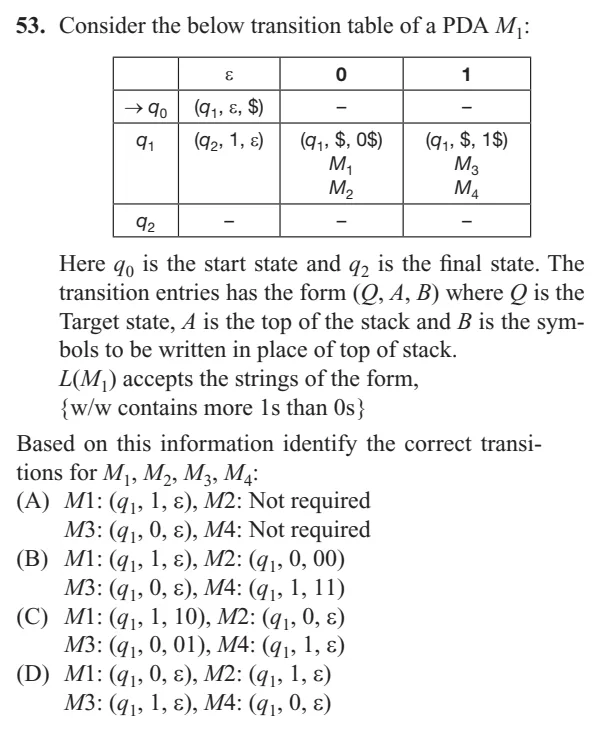 53. Consider the below transition table of a PDA M₁:
ε 0 1
→ q₀ (q₁, ε, $) – –
q₁ (q₂, 1, ε) (q₁, $, 0$) (q₁, $, 1$)
M₁ M₃
M₂ M₄
q₂ – – –
Here q₀ is the start state and q₂ is the final state. The
transition entries has the form (Q, A, B) where Q is the
Target state, A is the top of the stack and B is the sym-
bols to be written in place of top of stack.
L(M₁) accepts the strings of the form,
{w/w contains more 1s than 0s}
Based on this information identify the correct transi-
tions for M₁, M₂, M₃, M₄:
(A) M1: (q₁, 1, ε), M2: Not required
M3: (q₁, 0, ε), M4: Not required
(B) M1: (q₁, 1, ε), M2: (q₁, 0, 00)
M3: (q₁, 0, ε), M4: (q₁, 1, 11)
(C) M1: (q₁, 1, 10), M2: (q₁, 0, ε)
M3: (q₁, 0, 01), M4: (q₁, 1, ε)
(D) M1: (q₁, 0, ε), M2: (q₁, 1, ε)
M3: (q₁, 1, ε), M4: (q₁, 0, ε)